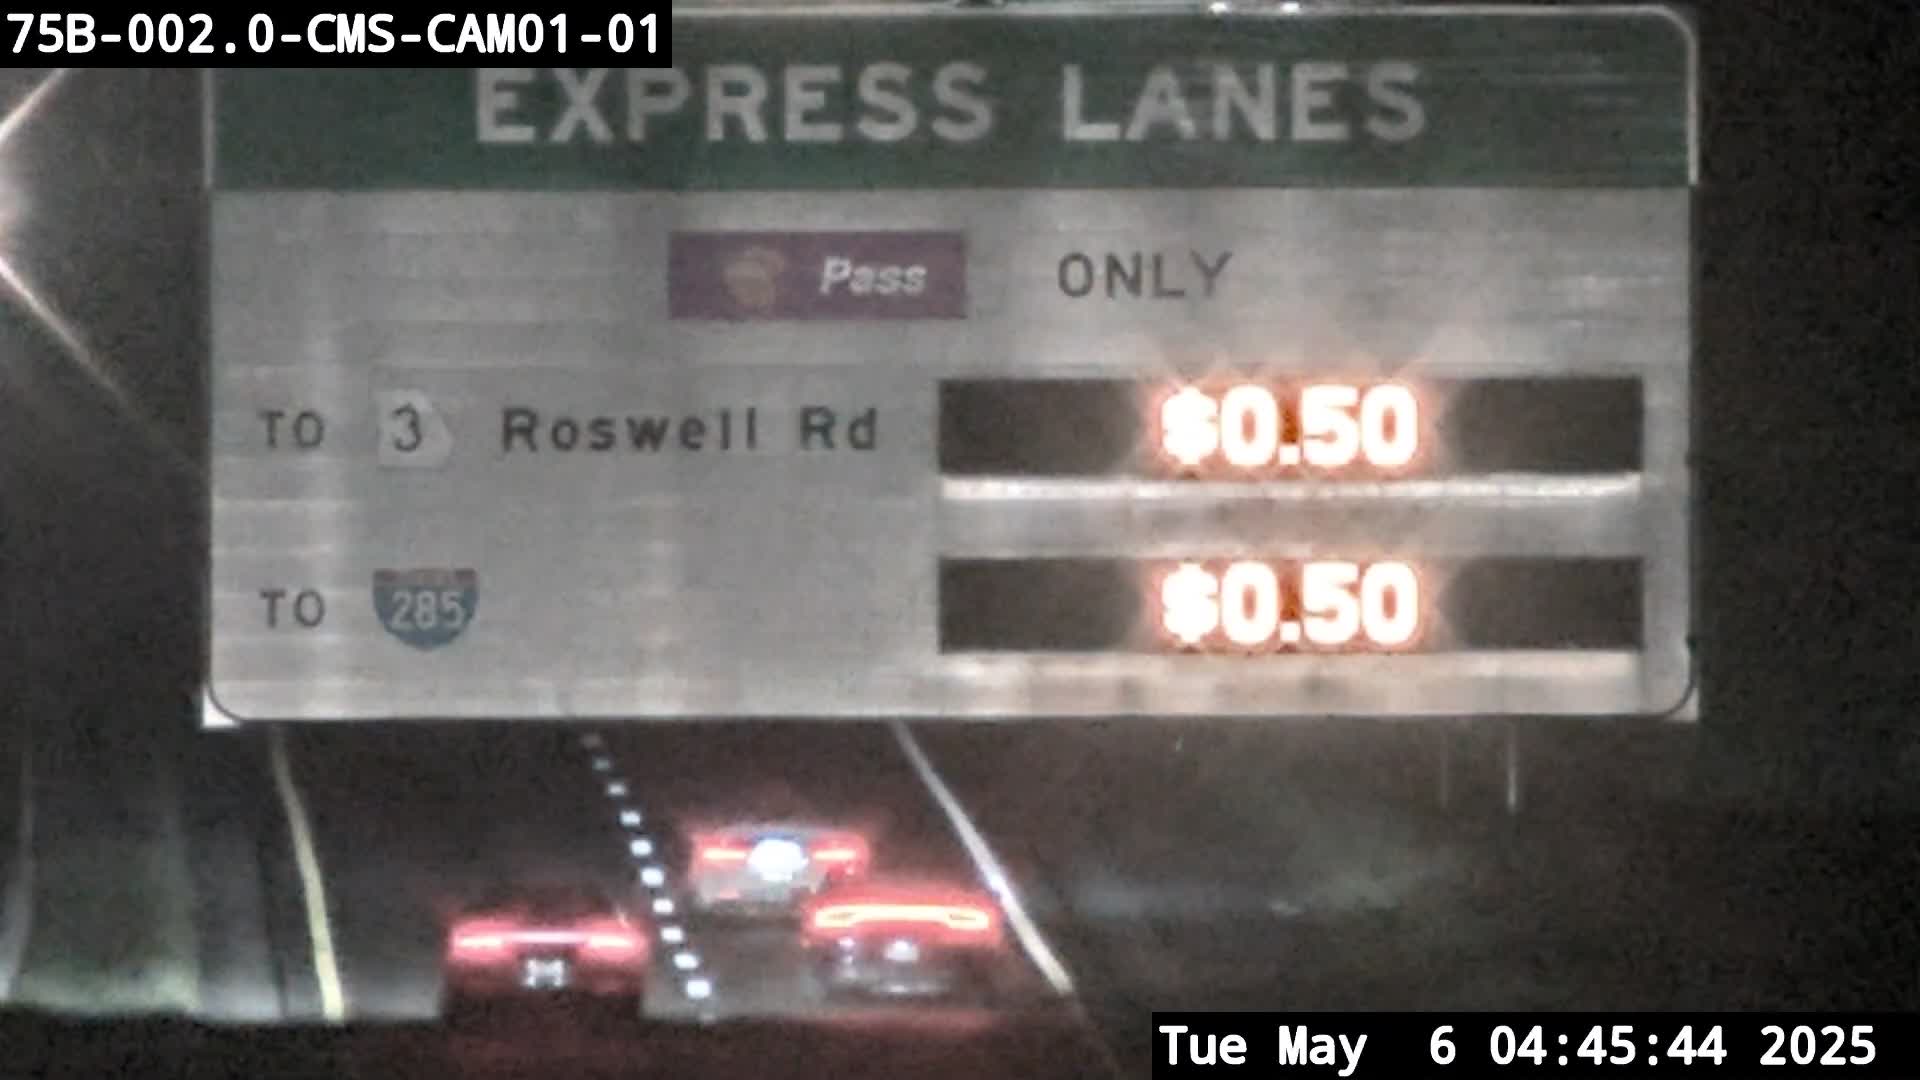 75B-002.0-CMS-CAM01-01
EXPRESS LANES
Pass ONLY
TO 3 Roswell Rd $0.50
TO 285 $0.50
Tue May 6 04:45:44 2025